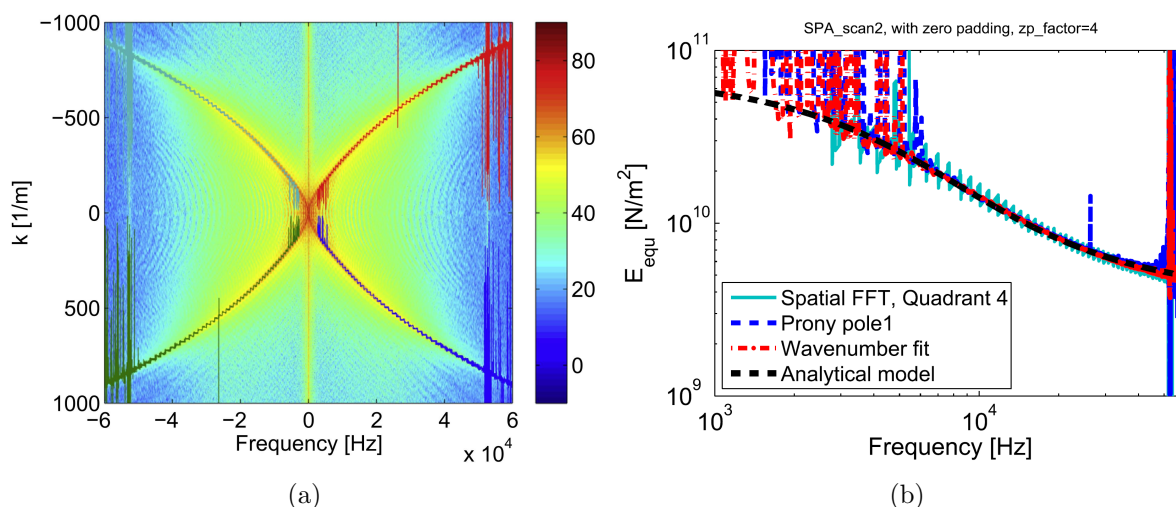 −1000
−500
0
500
1000
k [1/m]
−6 −4 −2 0 2 4 6
Frequency [Hz]
x 10^4
80
60
40
20
0
(a)
SPA_scan2, with zero padding, zp_factor=4
10^11
10^10
10^9
E_equ [N/m^2]
Spatial FFT, Quadrant 4
Prony pole1
Wavenumber fit
Analytical model
10^3 10^4
Frequency [Hz]
(b)